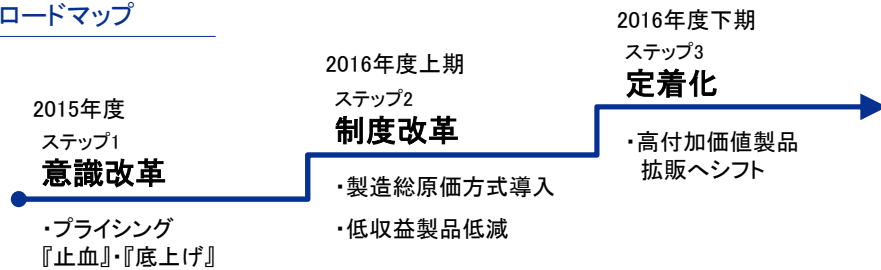 ロードマップ
2015年度
ステップ1
意識改革
・プライシング
『止血』・『底上げ』
2016年度上期
ステップ2
制度改革
・製造総原価方式導入
・低収益製品低減
2016年度下期
ステップ3
定着化
・高付加価値製品
拡販へシフト